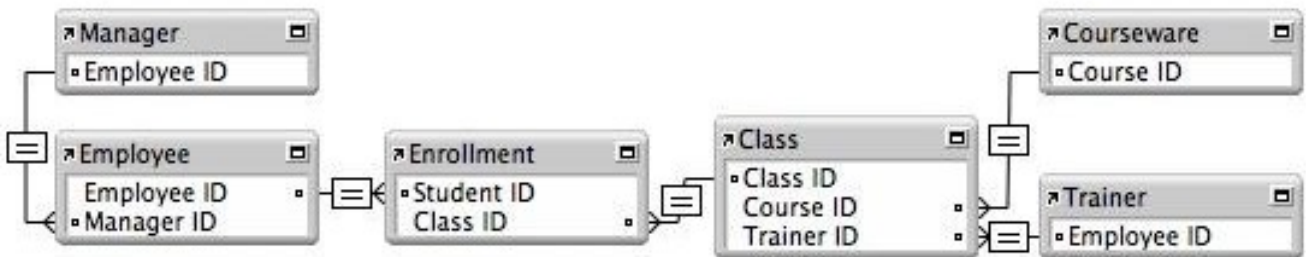 Manager
Employee ID
Employee
Employee ID
Manager ID
Enrollment
Student ID
Class ID
Class
Class ID
Course ID
Trainer ID
Courseware
Course ID
Trainer
Employee ID